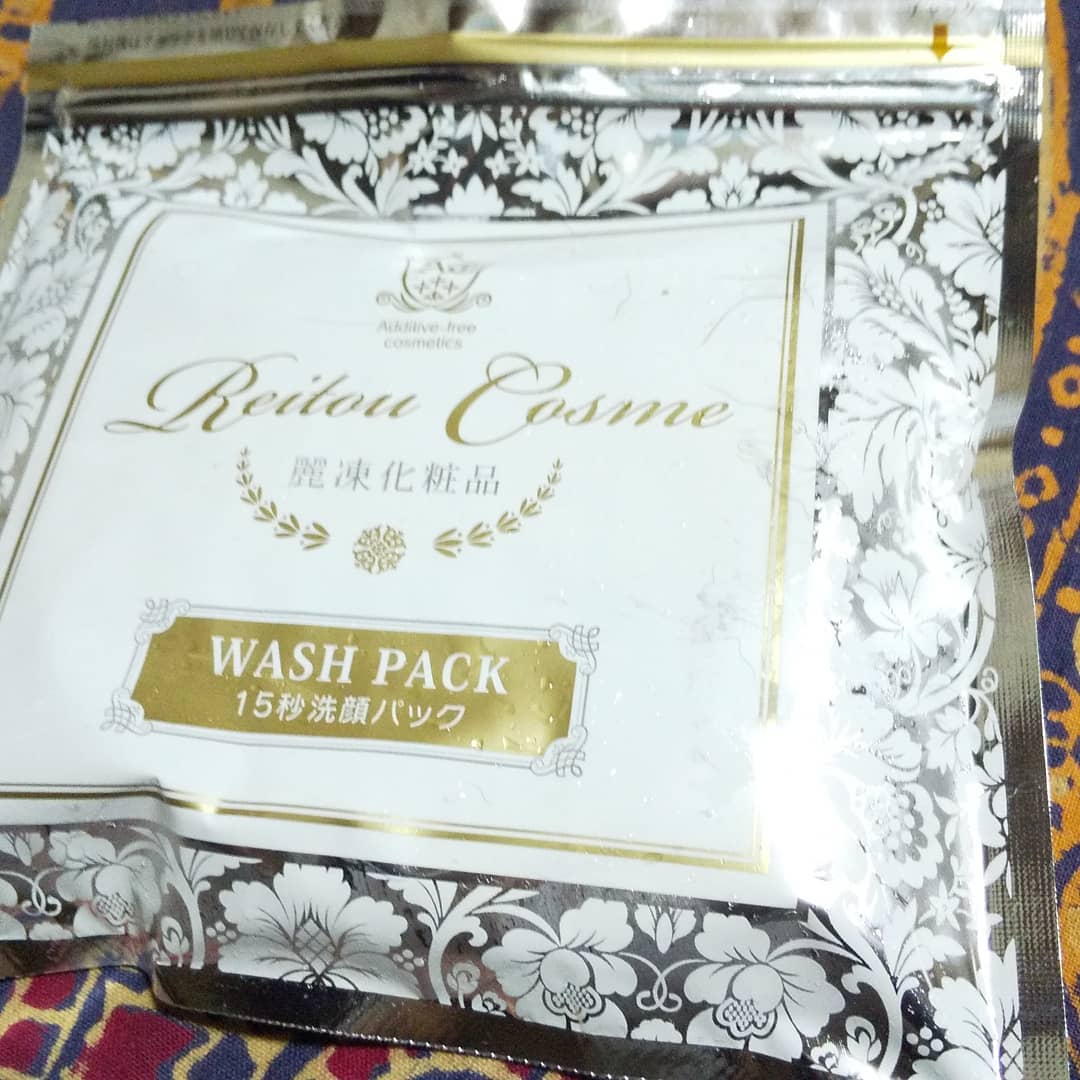 Additive-free
cosmetics
Reitou Cosme
麗凍化粧品
WASH PACK
15秒洗顔パック